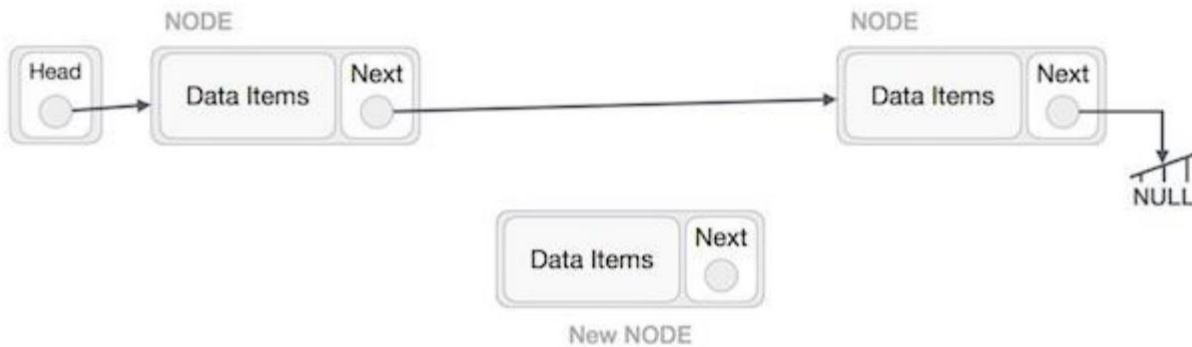 NODE
NODE
Head
Data Items
Next
Data Items
Next
NULL
Data Items
Next
New NODE